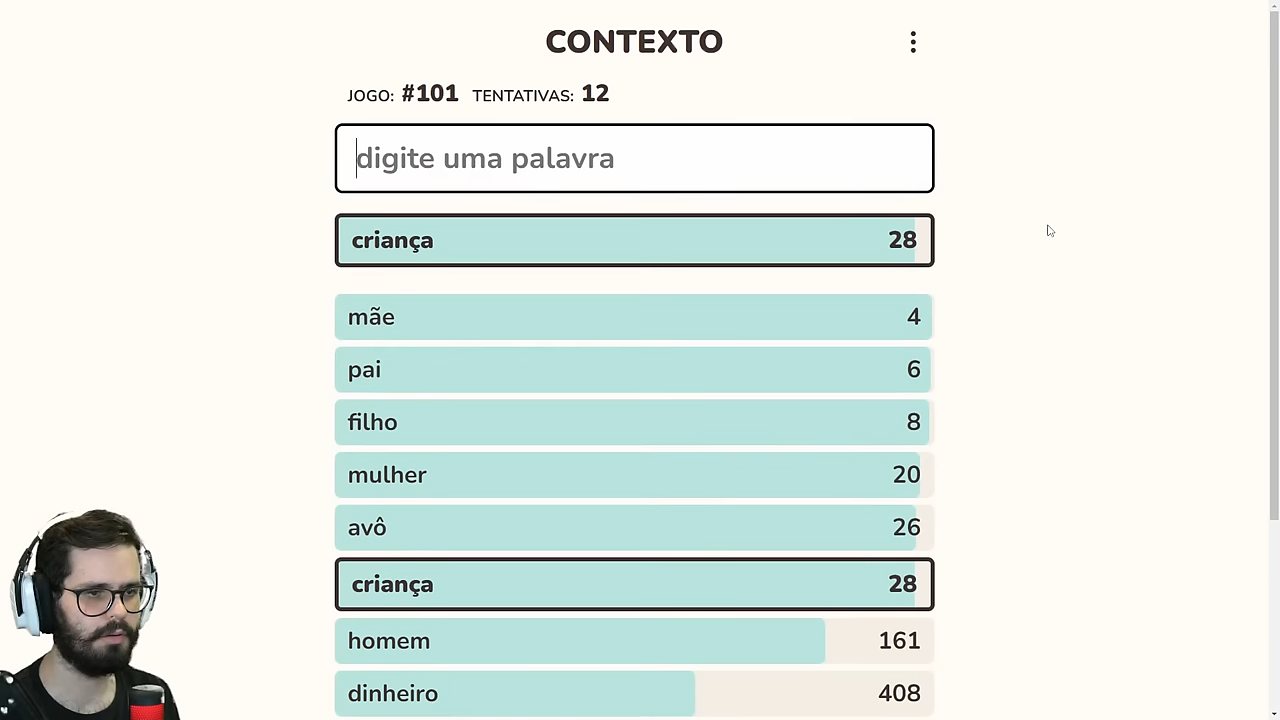 CONTEXTO
JOGO: #101 TENTATIVAS: 12
digite uma palavra
criança 28
mãe 4
pai 6
filho 8
mulher 20
avô 26
criança 28
homem 161
dinheiro 408